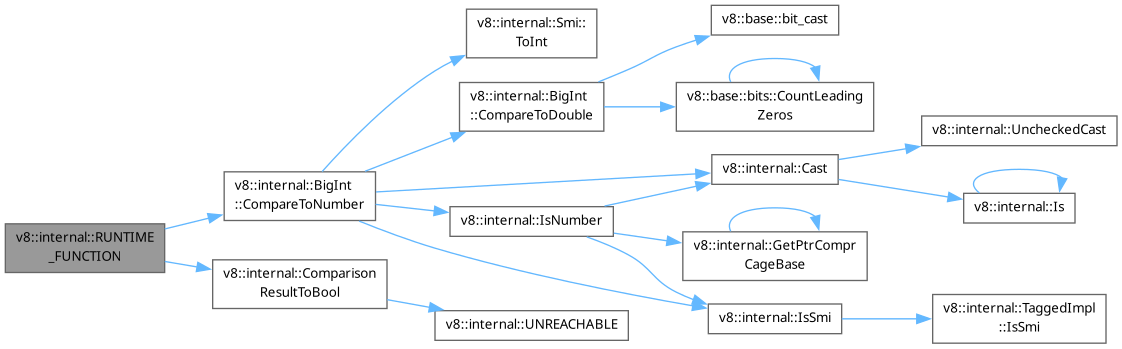 v8::internal::RUNTIME
_FUNCTION
v8::internal::BigInt
::CompareToNumber
v8::internal::Comparison
ResultToBool
v8::internal::Smi::
ToInt
v8::internal::BigInt
::CompareToDouble
v8::internal::IsNumber
v8::internal::UNREACHABLE
v8::base::bit_cast
v8::base::bits::CountLeading
Zeros
v8::internal::Cast
v8::internal::GetPtrCompr
CageBase
v8::internal::IsSmi
v8::internal::UncheckedCast
v8::internal::Is
v8::internal::TaggedImpl
::IsSmi